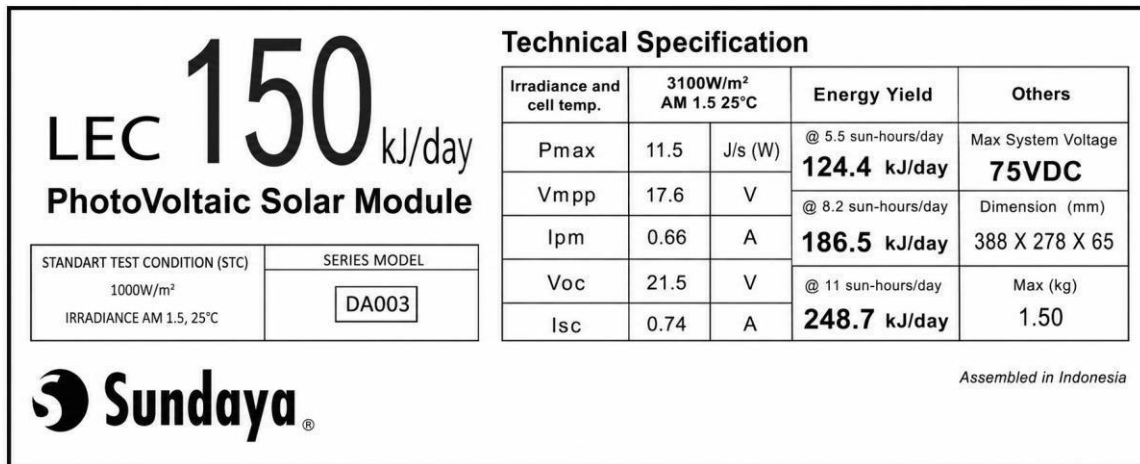 LEC 150 kJ/day
PhotoVoltaic Solar Module
STANDART TEST CONDITION (STC)
1000W/m²
IRRADIANCE AM 1.5, 25°C
SERIES MODEL
DA003
Sundaya®
Technical Specification
Irradiance and cell temp.
3100W/m²
AM 1.5 25°C
Energy Yield
Others
Pmax 11.5 J/s (W)
Vmpp 17.6 V
Ipm 0.66 A
Voc 21.5 V
Isc 0.74 A
@ 5.5 sun-hours/day
124.4 kJ/day
@ 8.2 sun-hours/day
186.5 kJ/day
@ 11 sun-hours/day
248.7 kJ/day
Max System Voltage
75VDC
Dimension (mm)
388 X 278 X 65
Max (kg)
1.50
Assembled in Indonesia